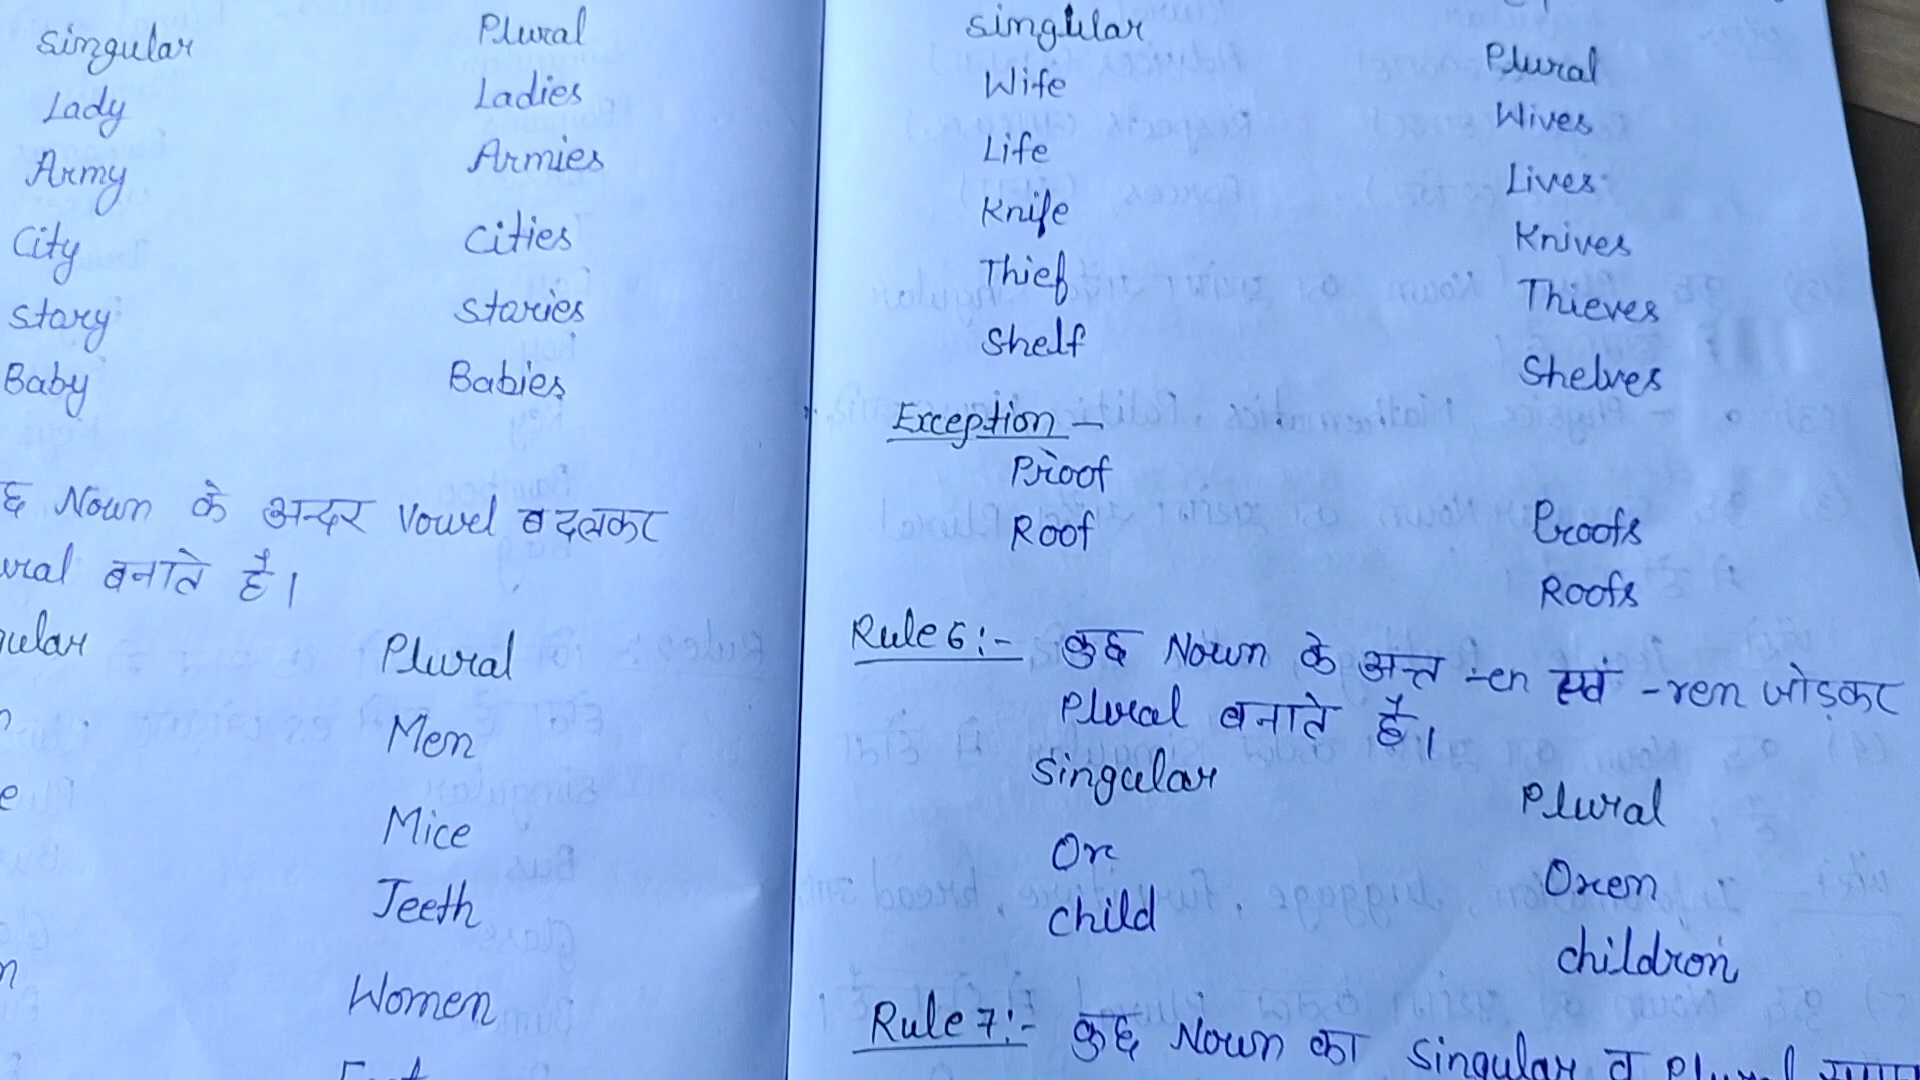 Singular Plural
Lady Ladies
Army Armies
City Cities
Story Stories
Baby Babies
Noun के अन्दर Vowel बदलकर
बनाते है।
Plural
Men
Mice
Teeth
Women
Singular Plural
Wife Wives
Life Lives
Knife Knives
Thief Thieves
Shelf Shelves
Exception –
Proof Proofs
Roof Roofs
Rule 6:- कुछ Noun के अन्त -en एवं -ren जोड़कर
Plural बनाते है।
Singular Plural
Ox Oxen
child children
Rule 7:- कुछ Noun का Singular व Plural